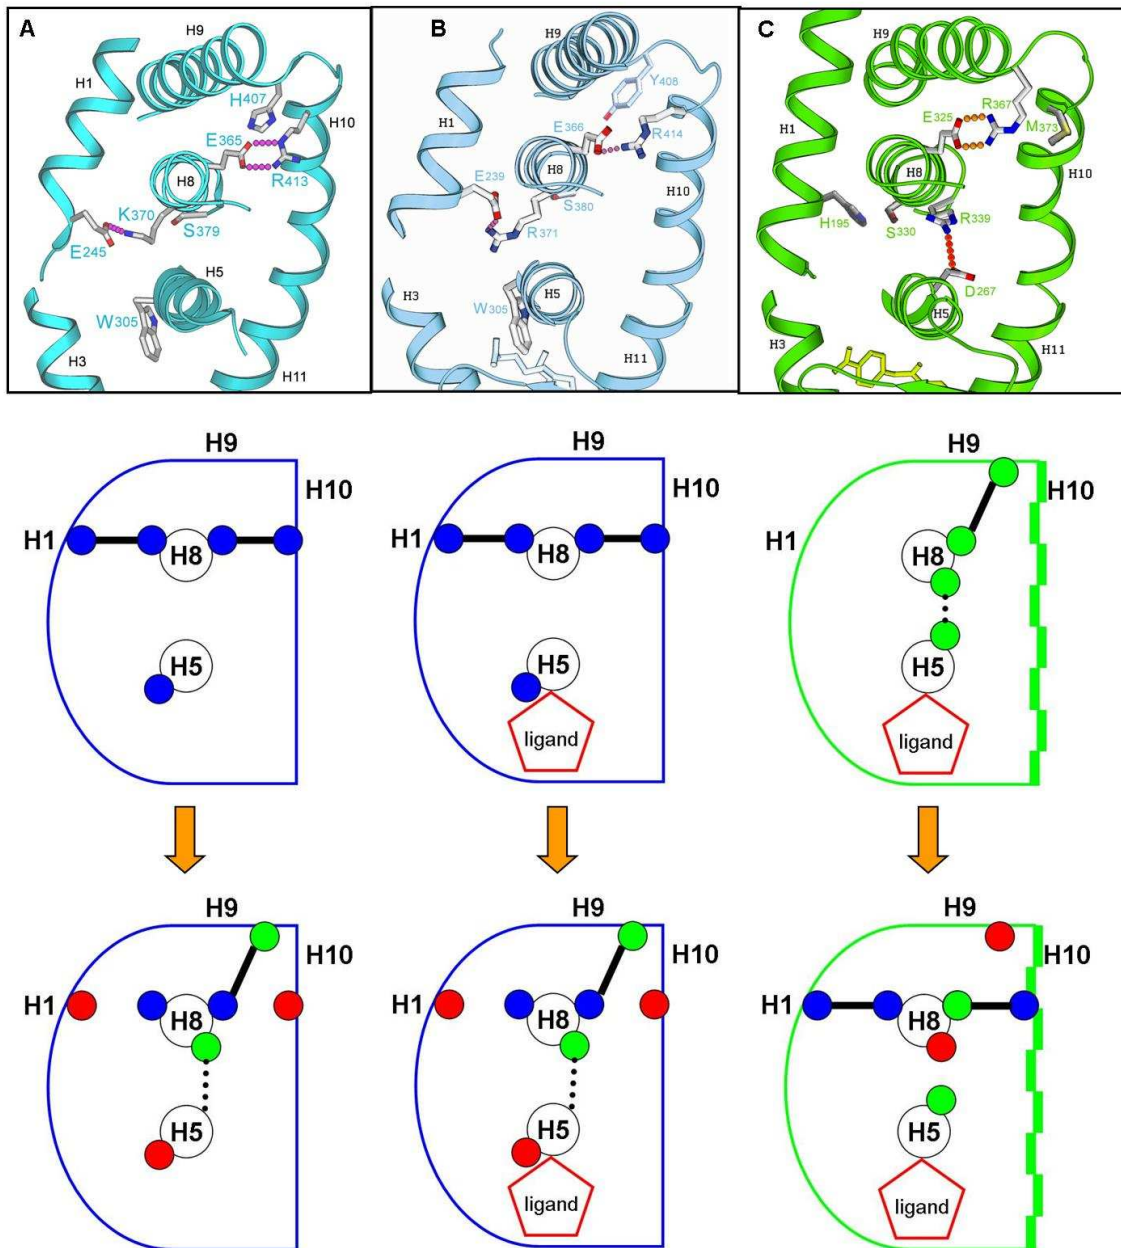 A
H9
H1
H407
H10
E365
H8
R413
K370
S379
E245
H5
W305
H3
H11
B
H9
Y408
H1
E366
R414
H8
H10
E239
S380
R371
H3
H5
W305
H11
C
H9
R367
E325
M373
H1
H8
H10
H195
S330
R339
D267
H5
H3
H11
H9
H10
H1
H8
H5
H9
H10
H1
H8
H5
ligand
H9
H10
H1
H8
H5
ligand
H9
H10
H1
H8
H5
H9
H10
H1
H8
H5
ligand
H9
H10
H1
H8
H5
ligand